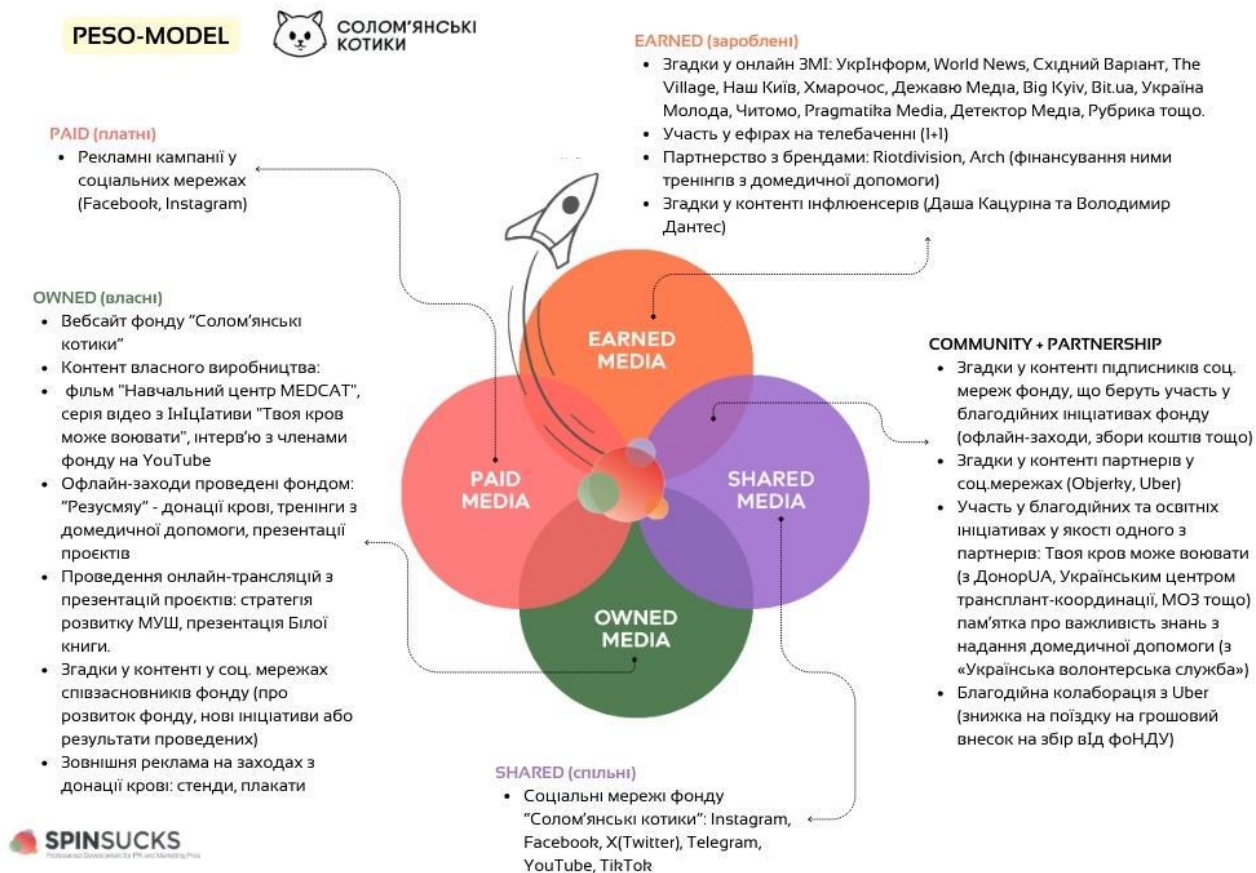 PESO-MODEL
СОЛОМ'ЯНСЬКІ
КОТИКИ
EARNED (зароблені)
• Згадки у онлайн ЗМІ: УкрІнформ, World News, Східний Варіант, The
Village, Наш Київ, Хмарочос, Дежавю Медіа, Big Kyiv, Bit.ua, Україна
Молода, Читомо, Pragmatika Media, Детектор Медіа, Рубрика тощо.
• Участь у ефірах на телебаченні (1+1)
• Партнерство з брендами: Riotdivision, Arch (фінансування ними
тренінгів з домедичної допомоги)
• Згадки у контенті інфлюенсерів (Даша Кацуріна та Володимир
Дантес)
PAID (платні)
• Рекламні кампанії у
соціальних мережах
(Facebook, Instagram)
OWNED (власні)
• Вебсайт фонду "Солом'янські
котики"
• Контент власного виробництва:
• фільм "Навчальний центр MEDCAT",
серія відео з ІнІцІативи "Твоя кров
може воювати", інтерв'ю з членами
фонду на YouTube
• Офлайн-заходи проведені фондом:
"Резусмяу" - донації крові, тренінги з
домедичної допомоги, презентації
проєктів
• Проведення онлайн-трансляцій з
презентацій проєктів: стратегія
розвитку МУШ, презентація Білої
книги.
• Згадки у контенті у соц. мережах
співзасновників фонду (про
розвиток фонду, нові ініціативи або
результати проведених)
• Зовнішня реклама на заходах з
донації крові: стенди, плакати
EARNED
MEDIA
PAID
MEDIA
SHARED
MEDIA
OWNED
MEDIA
COMMUNITY + PARTNERSHIP
• Згадки у контенті підписників соц.
мереж фонду, що беруть участь у
благодійних ініціативах фонду
(офлайн-заходи, збори коштів тощо)
• Згадки у контенті партнерів у
соц.мережах (Objerky, Uber)
• Участь у благодійних та освітніх
ініціативах у якості одного з
партнерів: Твоя кров може воювати
(з ДонорUA, Українським центром
трансплант-координації, МОЗ тощо)
пам'ятка про важливість знань з
надання домедичної допомоги (з
«Українська волонтерська служба»)
• Благодійна колаборація з Uber
(знижка на поїздку на грошовий
внесок на збір вІд фоНДУ)
SHARED (спільні)
• Соціальні мережі фонду
"Солом'янські котики": Instagram,
Facebook, X(Twitter), Telegram,
YouTube, TikTok
SPINSUCKS
Professional Development for PR and Marketing Pros